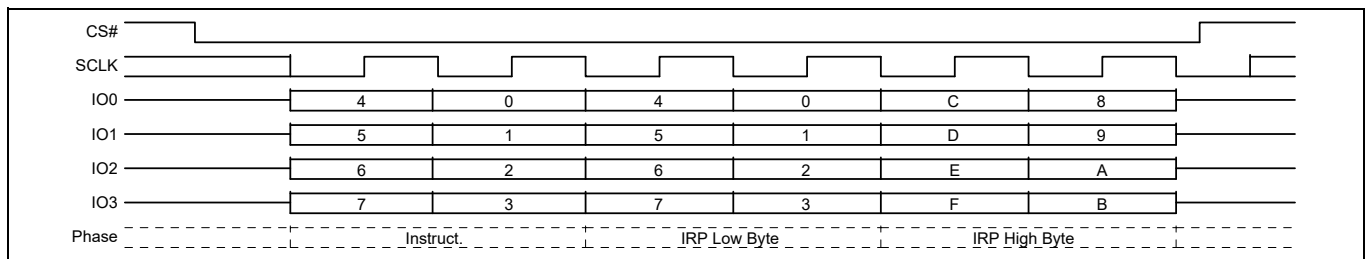 CS#
SCLK
IO0 4 0 4 0 C 8
IO1 5 1 5 1 D 9
IO2 6 2 6 2 E A
IO3 7 3 7 3 F B
Phase Instruct. IRP Low Byte IRP High Byte